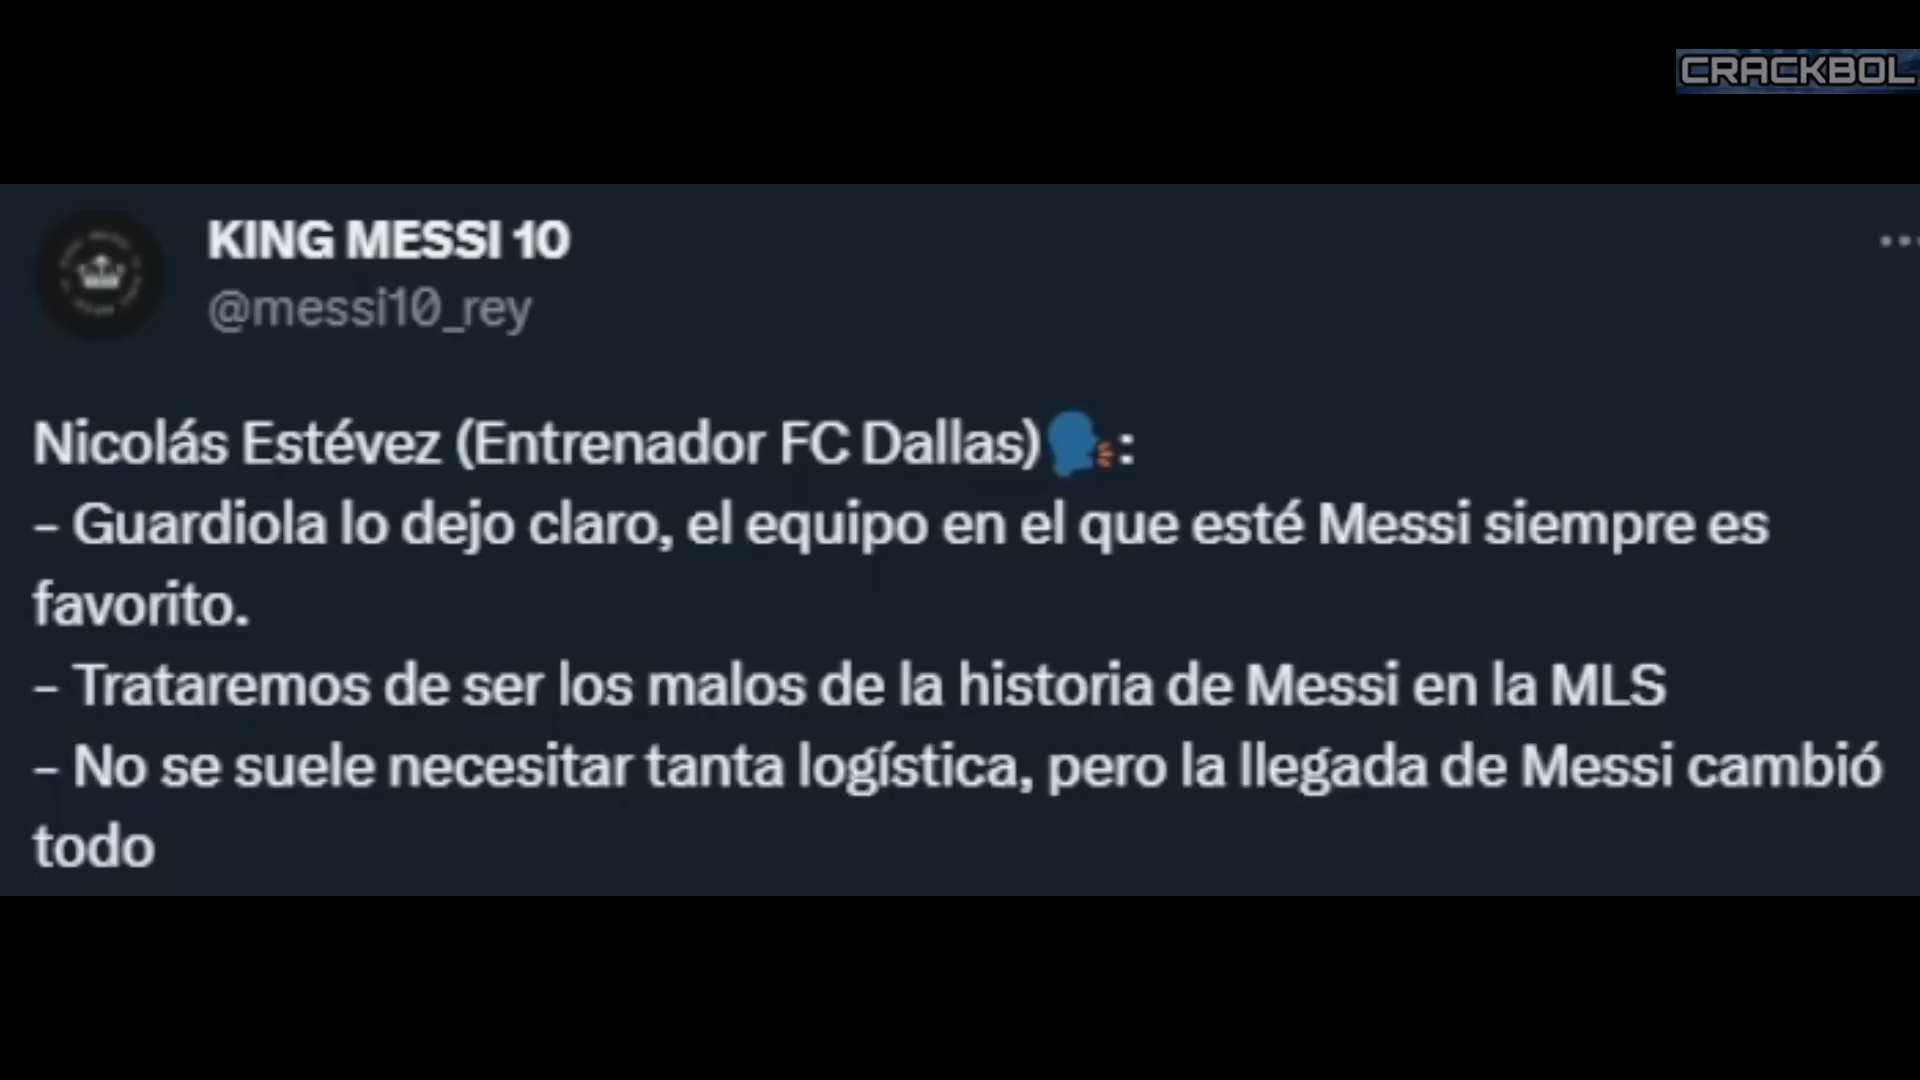 CRACKBOL
KING MESSI 10
@messi10_rey
Nicolás Estévez (Entrenador FC Dallas)🗣️:
– Guardiola lo dejo claro, el equipo en el que esté Messi siempre es
favorito.
– Trataremos de ser los malos de la historia de Messi en la MLS
– No se suele necesitar tanta logística, pero la llegada de Messi cambió
todo